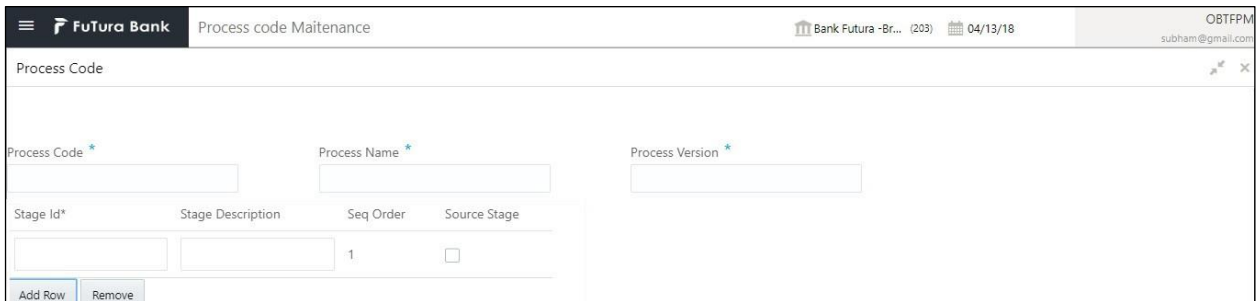 FuTura Bank Process code Maitenance Bank Futura -Br... (203) 04/13/18 OBTFPM
subham@gmail.com
Process Code
Process Code * Process Name * Process Version *
Stage Id* Stage Description Seq Order Source Stage
1
Add Row Remove